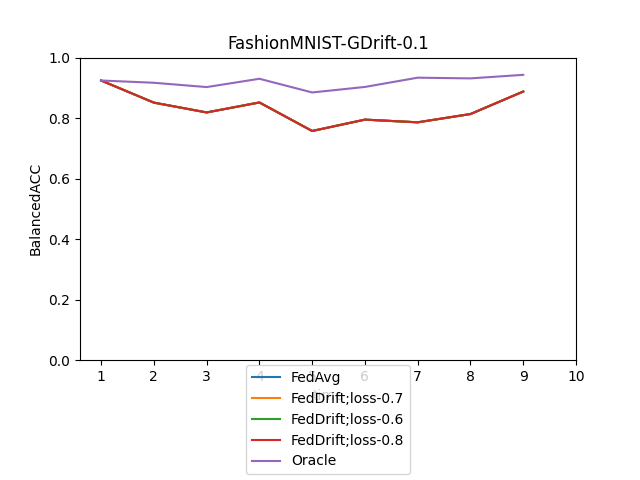 FashionMNIST-GDrift-0.1
1.0
0.8
0.6
0.4
0.2
0.0
BalancedACC
1 2 3 4 5 6 7 8 9 10
FedAvg
FedDrift;loss-0.7
FedDrift;loss-0.6
FedDrift;loss-0.8
Oracle